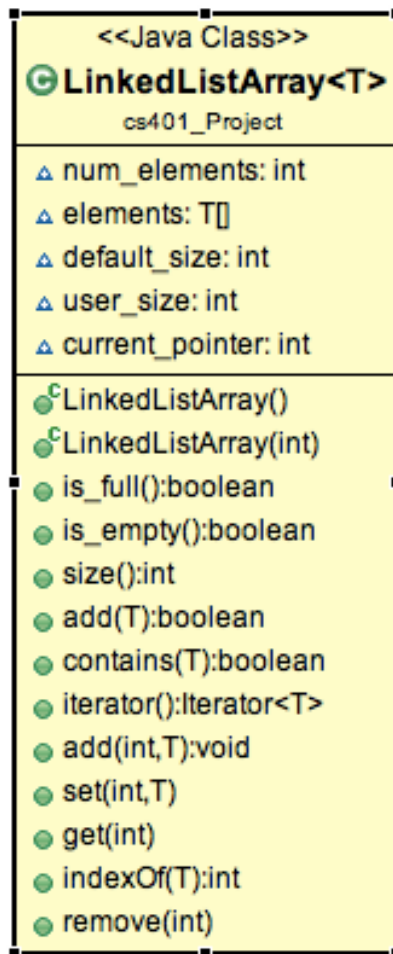 <<Java Class>>
LinkedListArray<T>
cs401_Project
num_elements: int
elements: T[]
default_size: int
user_size: int
current_pointer: int
LinkedListArray()
LinkedListArray(int)
is_full():boolean
is_empty():boolean
size():int
add(T):boolean
contains(T):boolean
iterator():Iterator<T>
add(int,T):void
set(int,T)
get(int)
indexOf(T):int
remove(int)